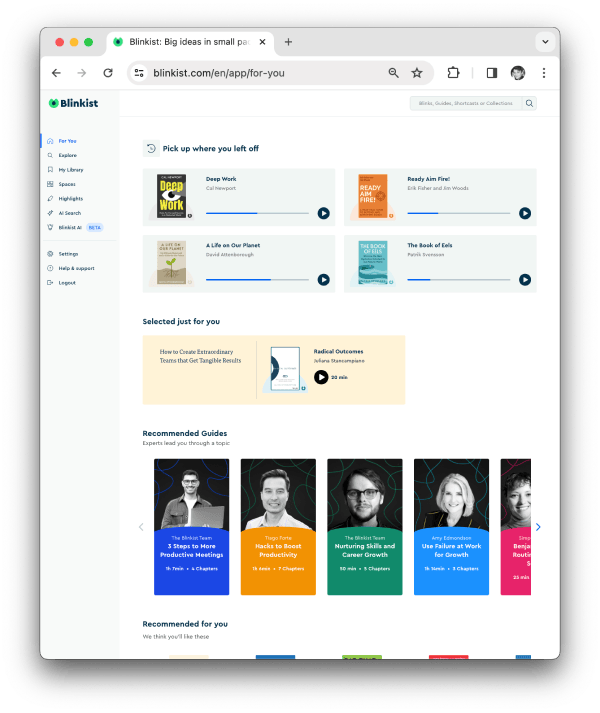 Blinkist: Big ideas in small pa
blinkist.com/en/app/for-you
Blinkist
Blinks, Guides, Shortcasts or Collections
For You
Explore
My Library
Spaces
Highlights
AI Search
Blinkist AI BETA
Settings
Help & support
Logout
Pick up where you left off
CAL NEWPORT
Deep
Work
Deep Work
Cal Newport
READY
AIM
FIRE!
Ready Aim Fire!
Erik Fisher and Jim Woods
A LIFE ON
OUR PLANET
A Life on Our Planet
David Attenborough
THE BOOK
OF EELS
The Book of Eels
Patrik Svensson
Selected just for you
How to Create Extraordinary
Teams that Get Tangible Results
Radical Outcomes
Juliana Stancampiano
20 min
Recommended Guides
Experts lead you through a topic
The Blinkist Team
3 Steps to More
Productive Meetings
1h 7min • 4 Chapters
Tiago Forte
Hacks to Boost
Productivity
1h 6min • 7 Chapters
The Blinkist Team
Nurturing Skills and
Career Growth
50 min • 5 Chapters
Amy Edmondson
Use Failure at Work
for Growth
1h 14min • 3 Chapters
Simp
Benja
Routin
S
23 min
Recommended for you
We think you'll like these